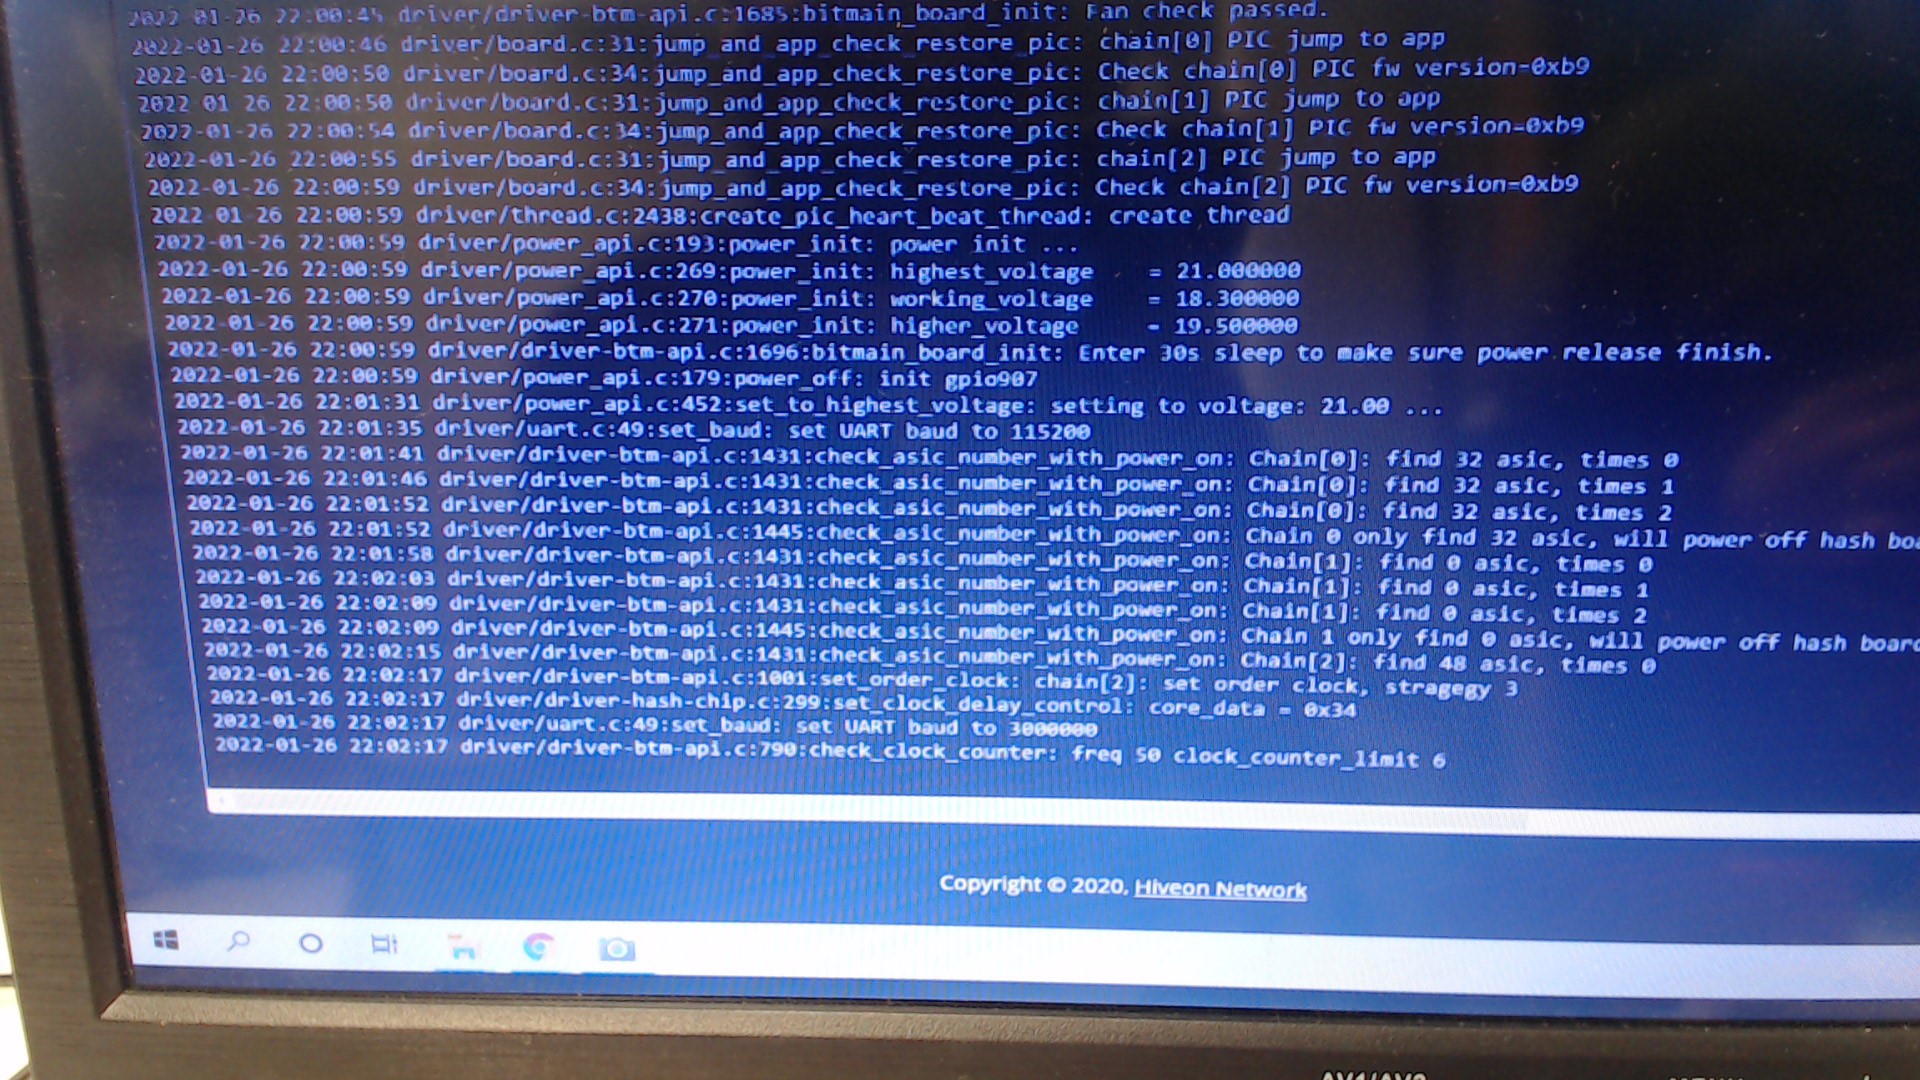 2022-01-26 22:00:45 driver/driver-btm-api.c:1685:bitmain_board_init: Fan check passed.
2022-01-26 22:00:46 driver/board.c:31:jump_and_app_check_restore_pic: chain[0] PIC jump to app
2022-01-26 22:00:50 driver/board.c:34:jump_and_app_check_restore_pic: Check chain[0] PIC fw version=0xb9
2022-01-26 22:00:50 driver/board.c:31:jump_and_app_check_restore_pic: chain[1] PIC jump to app
2022-01-26 22:00:54 driver/board.c:34:jump_and_app_check_restore_pic: Check chain[1] PIC fw version=0xb9
2022-01-26 22:00:55 driver/board.c:31:jump_and_app_check_restore_pic: chain[2] PIC jump to app
2022-01-26 22:00:59 driver/board.c:34:jump_and_app_check_restore_pic: Check chain[2] PIC fw version=0xb9
2022-01-26 22:00:59 driver/thread.c:2438:create_pic_heart_beat_thread: create thread
2022-01-26 22:00:59 driver/power_api.c:193:power_init: power init ...
2022-01-26 22:00:59 driver/power_api.c:269:power_init: highest_voltage = 21.000000
2022-01-26 22:00:59 driver/power_api.c:270:power_init: working_voltage = 18.300000
2022-01-26 22:00:59 driver/power_api.c:271:power_init: higher_voltage = 19.500000
2022-01-26 22:00:59 driver/driver-btm-api.c:1696:bitmain_board_init: Enter 30s sleep to make sure power release finish.
2022-01-26 22:00:59 driver/power_api.c:179:power_off: init gpio907
2022-01-26 22:01:31 driver/power_api.c:452:set_to_highest_voltage: setting to voltage: 21.00 ...
2022-01-26 22:01:35 driver/uart.c:49:set_baud: set UART baud to 115200
2022-01-26 22:01:41 driver/driver-btm-api.c:1431:check_asic_number_with_power_on: Chain[0]: find 32 asic, times 0
2022-01-26 22:01:46 driver/driver-btm-api.c:1431:check_asic_number_with_power_on: Chain[0]: find 32 asic, times 1
2022-01-26 22:01:52 driver/driver-btm-api.c:1431:check_asic_number_with_power_on: Chain[0]: find 32 asic, times 2
2022-01-26 22:01:52 driver/driver-btm-api.c:1445:check_asic_number_with_power_on: Chain 0 only find 32 asic, will power off hash boa
2022-01-26 22:01:58 driver/driver-btm-api.c:1431:check_asic_number_with_power_on: Chain[1]: find 0 asic, times 0
2022-01-26 22:02:03 driver/driver-btm-api.c:1431:check_asic_number_with_power_on: Chain[1]: find 0 asic, times 1
2022-01-26 22:02:09 driver/driver-btm-api.c:1431:check_asic_number_with_power_on: Chain[1]: find 0 asic, times 2
2022-01-26 22:02:09 driver/driver-btm-api.c:1445:check_asic_number_with_power_on: Chain 1 only find 0 asic, will power off hash board
2022-01-26 22:02:15 driver/driver-btm-api.c:1431:check_asic_number_with_power_on: Chain[2]: find 48 asic, times 0
2022-01-26 22:02:17 driver/driver-btm-api.c:1001:set_order_clock: chain[2]: set order clock, stragegy 3
2022-01-26 22:02:17 driver/driver-hash-chip.c:299:set_clock_delay_control: core_data = 0x34
2022-01-26 22:02:17 driver/uart.c:49:set_baud: set UART baud to 3000000
2022-01-26 22:02:17 driver/driver-btm-api.c:790:check_clock_counter: freq 50 clock_counter_limit 6
Copyright © 2020, Hiveon Network